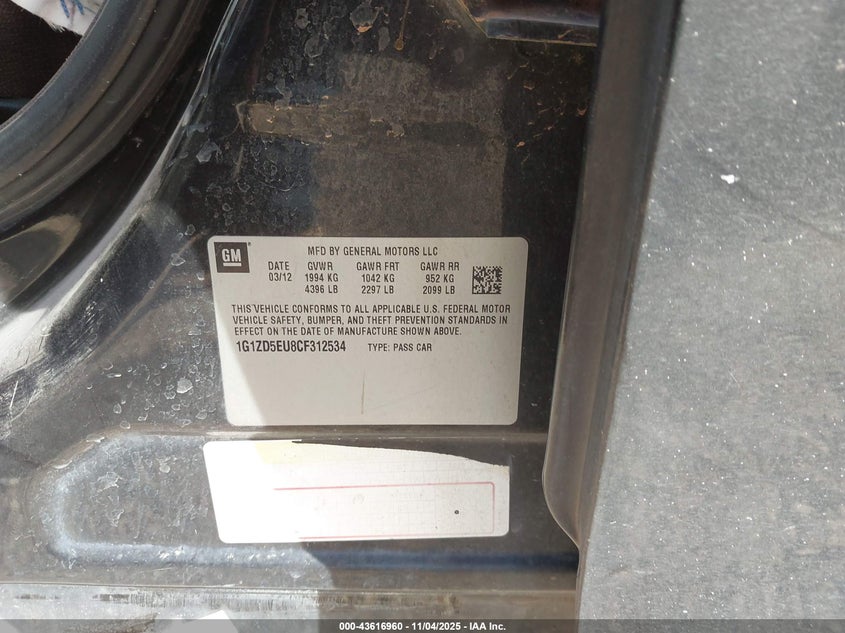 GM
MFD BY GENERAL MOTORS LLC
DATE GVWR GAWR FRT GAWR RR
03/12 1994 KG 1042 KG 952 KG
4396 LB 2297 LB 2099 LB
THIS VEHICLE CONFORMS TO ALL APPLICABLE U.S. FEDERAL MOTOR
VEHICLE SAFETY, BUMPER, AND THEFT PREVENTION STANDARDS IN
EFFECT ON THE DATE OF MANUFACTURE SHOWN ABOVE.
1G1ZD5EU8CF312534 TYPE: PASS CAR
000-43616960 - 11/04/2025 - IAA Inc.